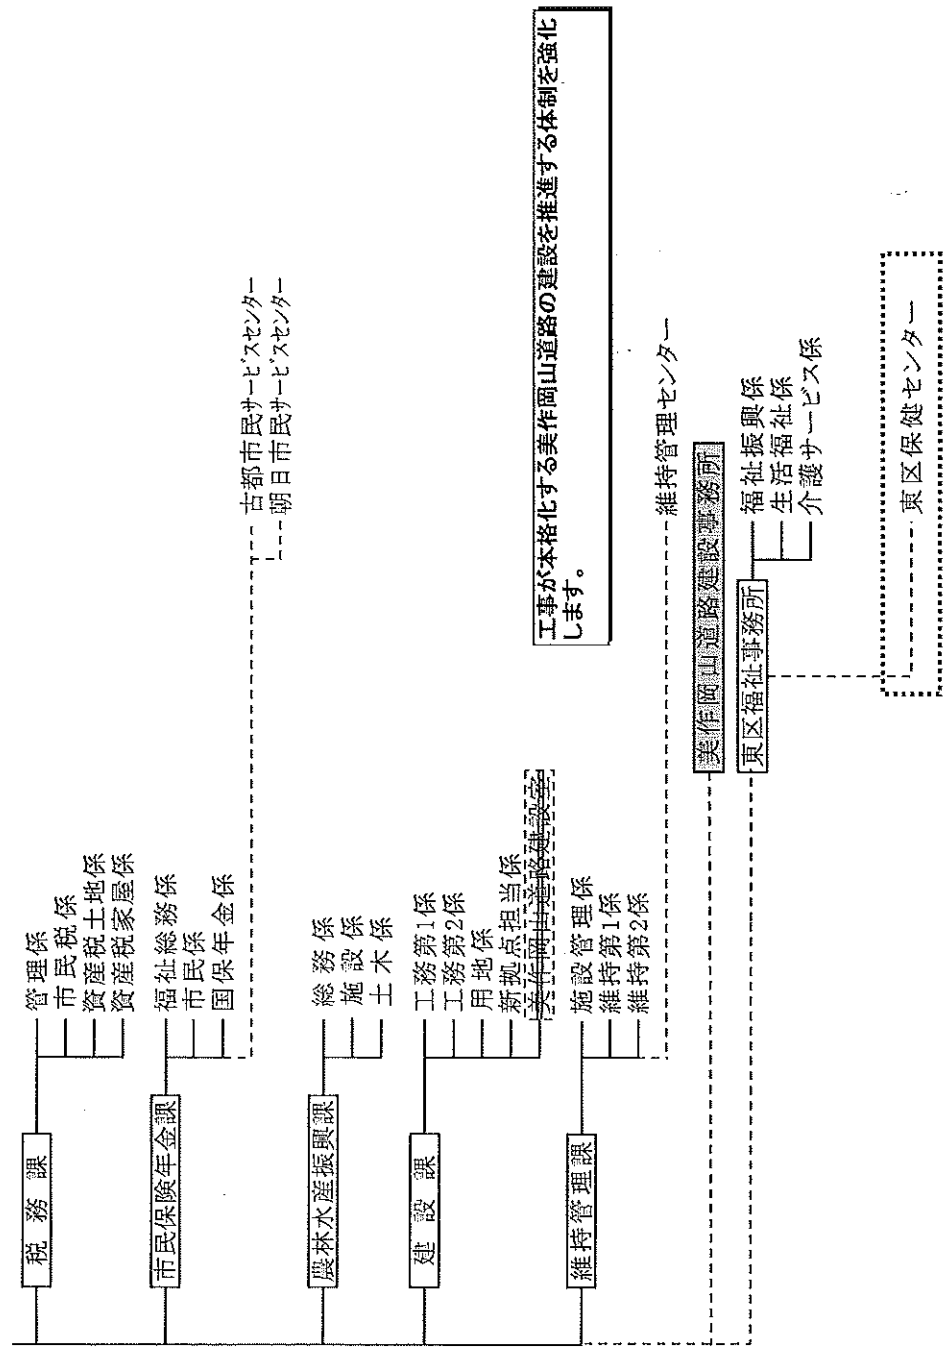 税務課
管理係
市民税係
資産税土地係
資産税家屋係
市民保険年金課
福祉総務係
市民係
国保年金係
古都市民サービスセンター
朝日市民サービスセンター
農林水産振興課
総務係
施設係
土木係
建設課
工務第1係
工務第2係
用地係
新拠点担当係
美作岡山道路建設室
工事が本格化する美作岡山道路の建設を推進する体制を強化
します。
維持管理課
施設管理係
維持第1係
維持第2係
維持管理センター
美作岡山道路建設事務所
東区福祉事務所
福祉振興係
生活福祉係
介護サービス係
東区保健センター